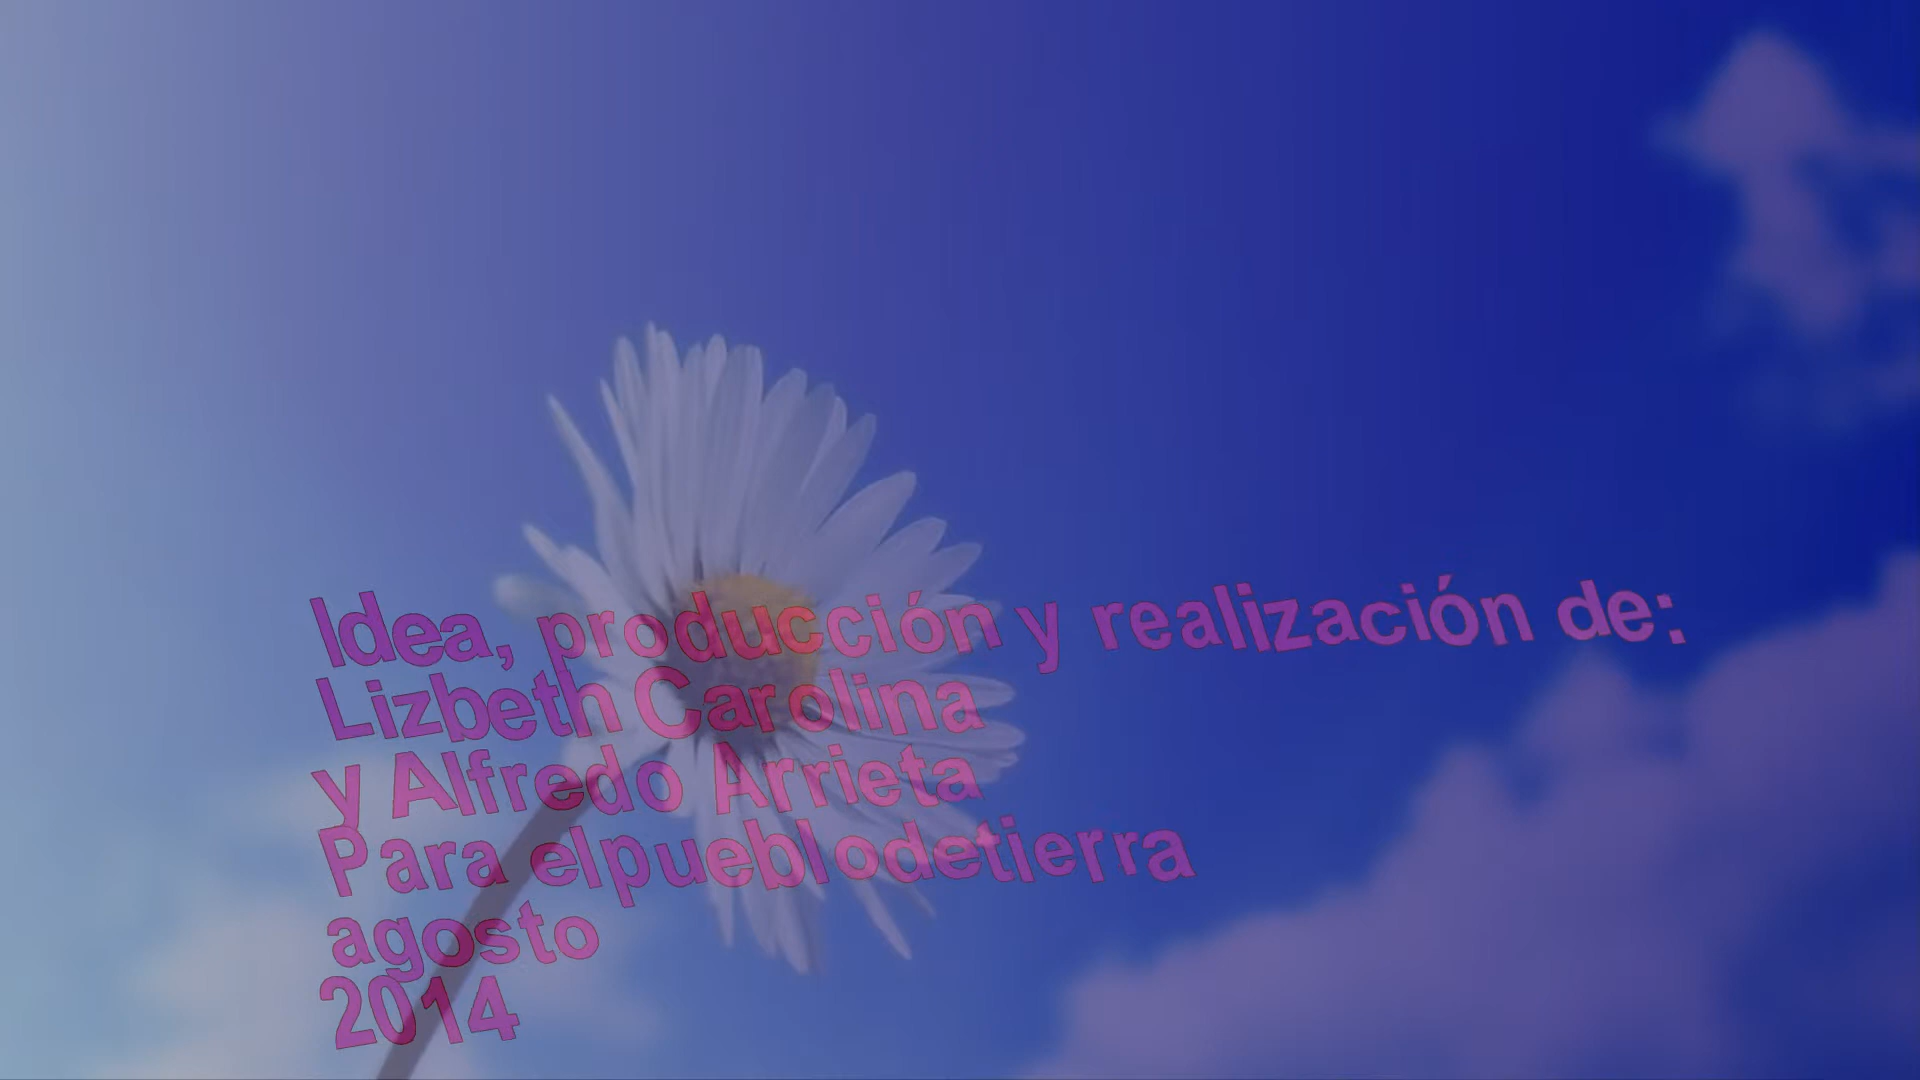 Idea, producción y realización de:
Lizbeth Carolina
y Alfredo Arrieta
Para elpueblodetierra
agosto
2014